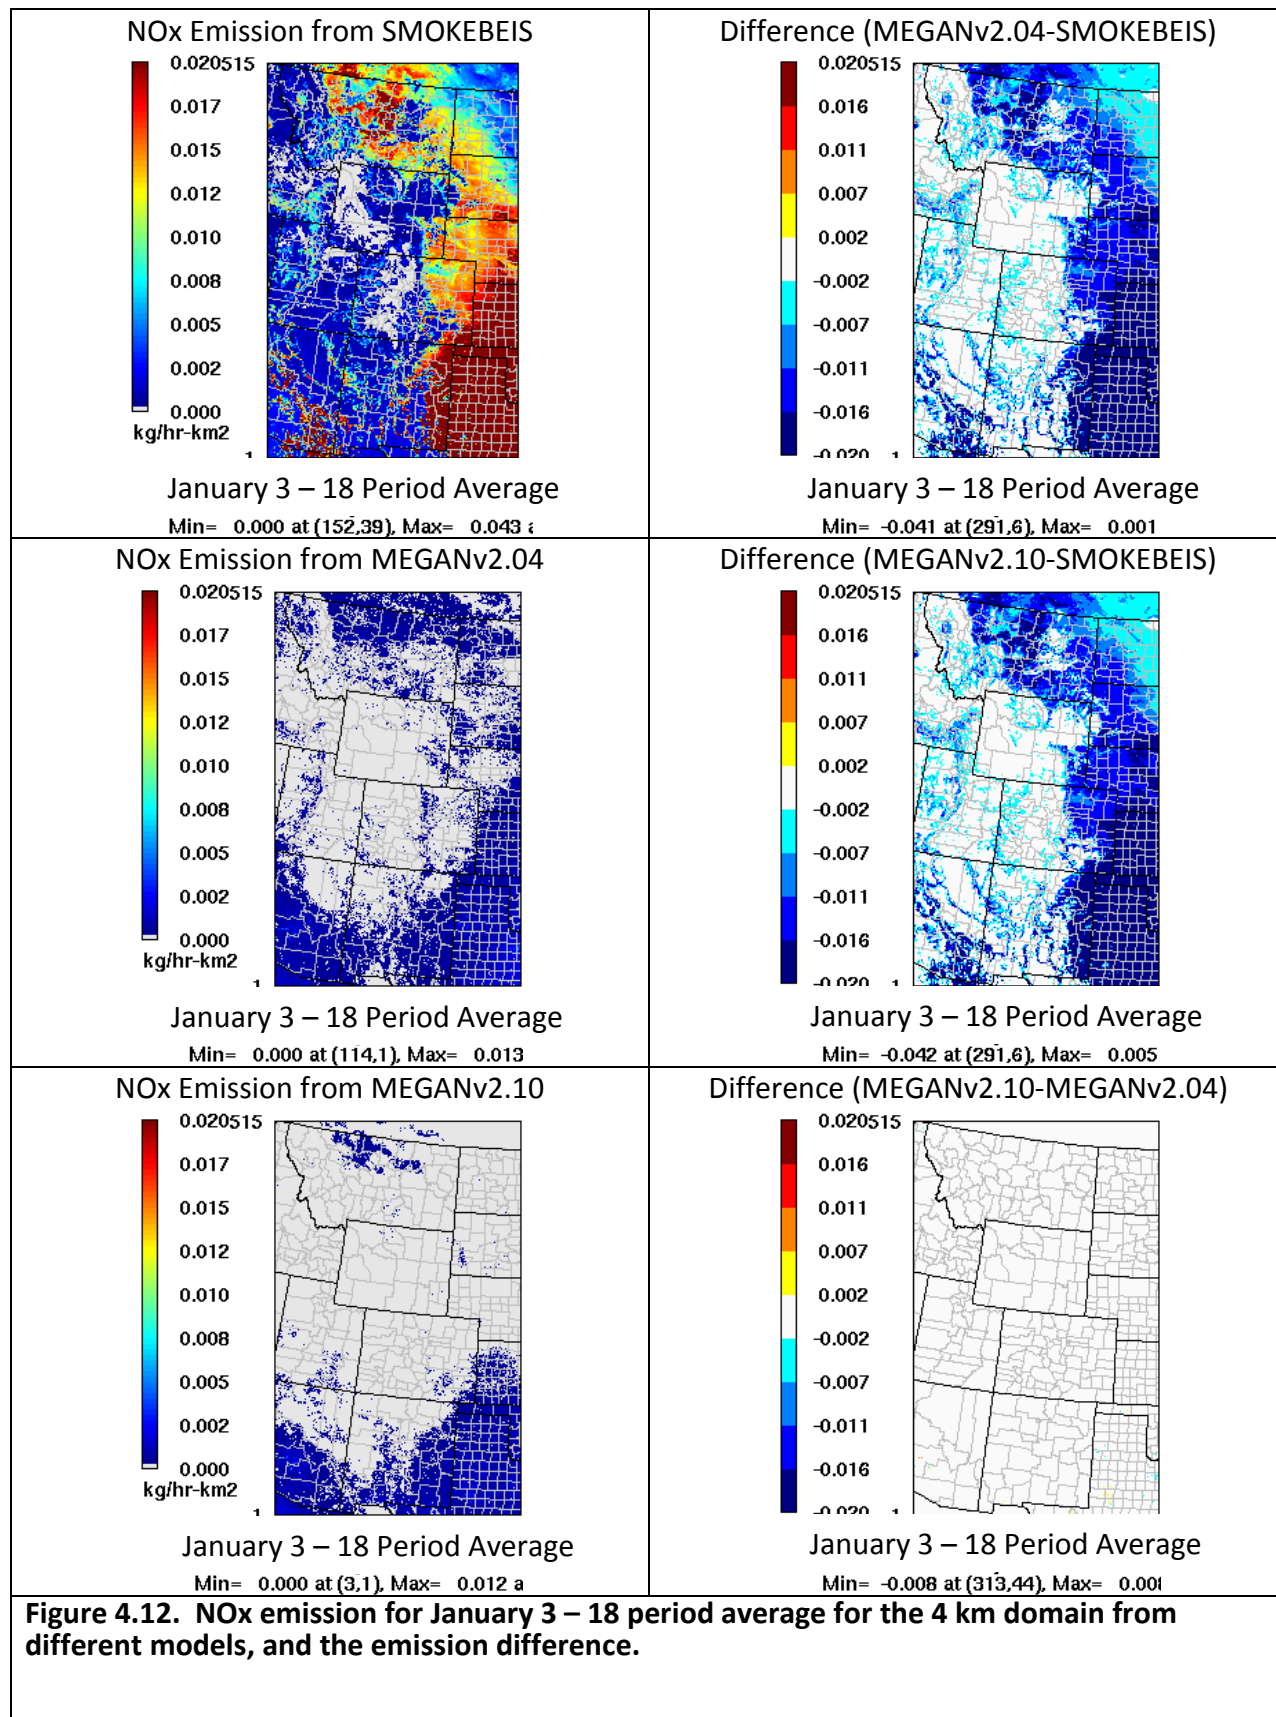 NOx Emission from SMOKEBEIS
0.020515
0.017
0.015
0.012
0.010
0.008
0.005
0.002
0.000
kg/hr-km2
1
January 3 – 18 Period Average
Min= 0.000 at (152,39), Max= 0.043
Difference (MEGANv2.04-SMOKEBEIS)
0.020515
0.016
0.011
0.007
0.002
-0.002
-0.007
-0.011
-0.016
-0.020 1
January 3 – 18 Period Average
Min= -0.041 at (291,6), Max= 0.001
NOx Emission from MEGANv2.04
0.020515
0.017
0.015
0.012
0.010
0.008
0.005
0.002
0.000
kg/hr-km2
1
January 3 – 18 Period Average
Min= 0.000 at (114,1), Max= 0.013
Difference (MEGANv2.10-SMOKEBEIS)
0.020515
0.016
0.011
0.007
0.002
-0.002
-0.007
-0.011
-0.016
-0.020 1
January 3 – 18 Period Average
Min= -0.042 at (291,6), Max= 0.005
NOx Emission from MEGANv2.10
0.020515
0.017
0.015
0.012
0.010
0.008
0.005
0.002
0.000
kg/hr-km2
1
January 3 – 18 Period Average
Min= 0.000 at (3,1), Max= 0.012 a
Difference (MEGANv2.10-MEGANv2.04)
0.020515
0.016
0.011
0.007
0.002
-0.002
-0.007
-0.011
-0.016
-0.020 1
January 3 – 18 Period Average
Min= -0.008 at (313,44), Max=
Figure 4.12. NOx emission for January 3 – 18 period average for the 4 km domain from
different models, and the emission difference.